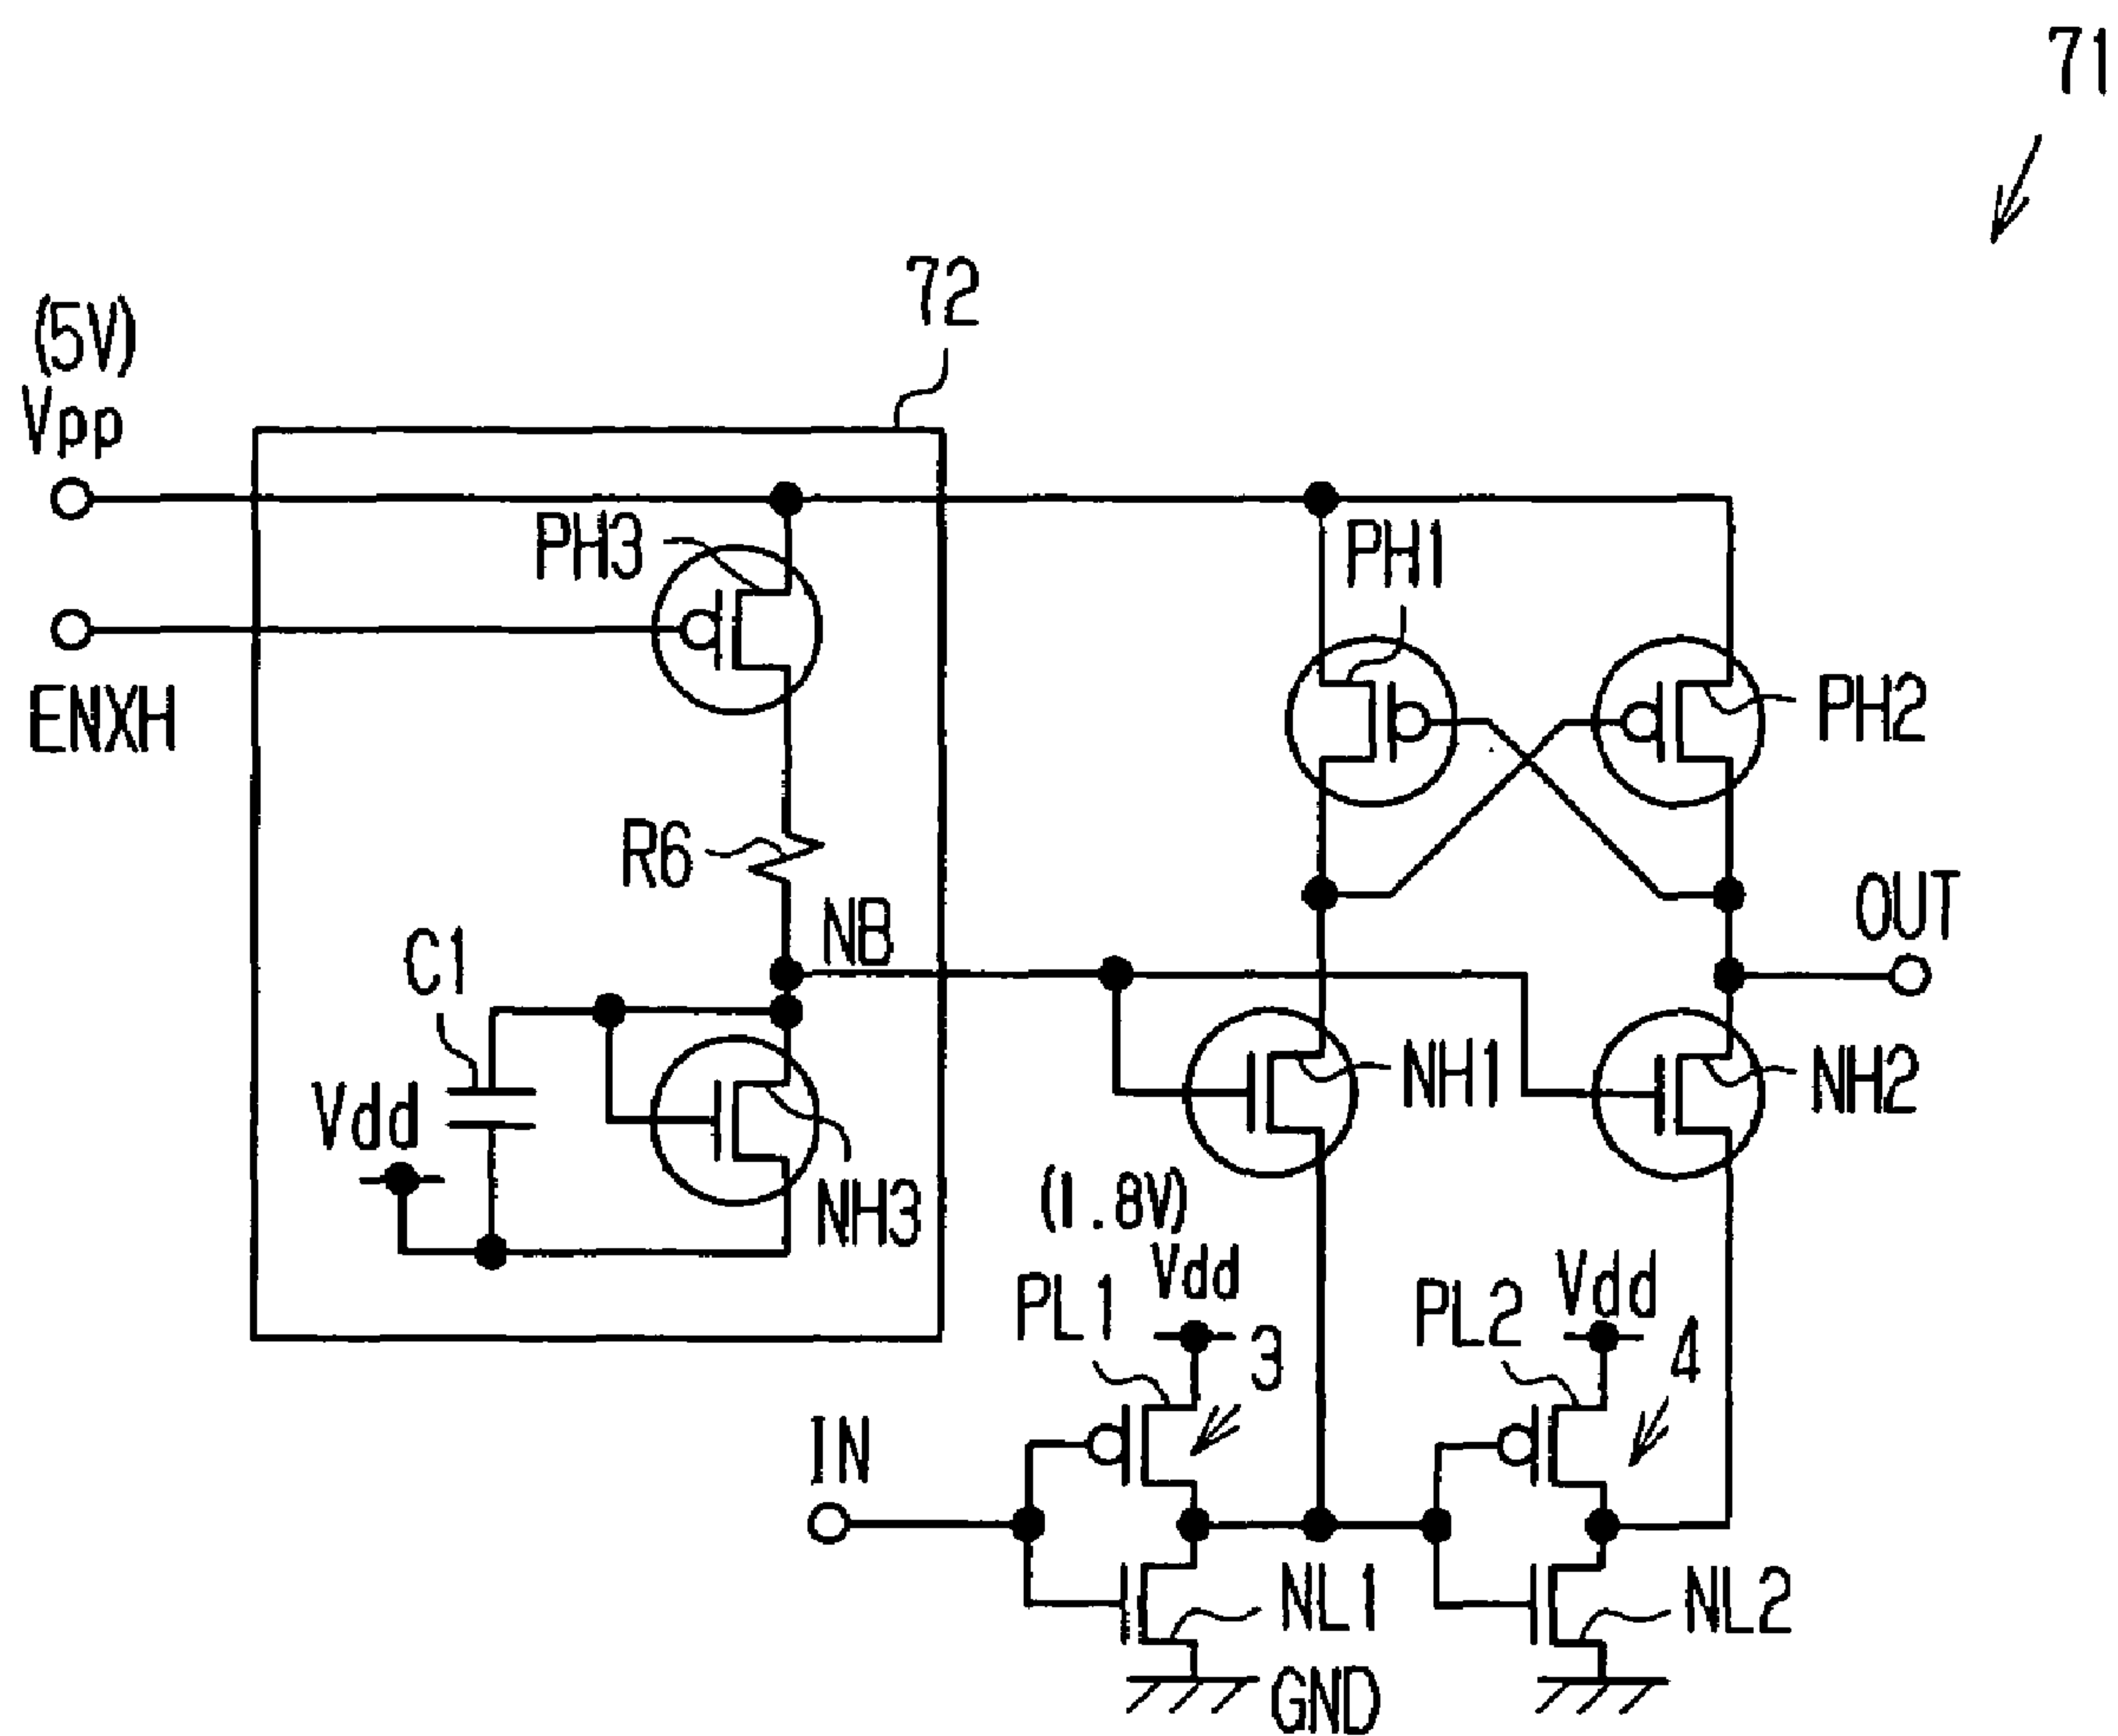 71
72
(5V)
Vpp
PH3
PH1
ENXH
PH2
R6
NB
OUT
C1
Vdd
NH1
NH2
NH3
(1.8V)
Vdd
Vdd
PL1
PL2
3
4
IN
NL1
NL2
GND